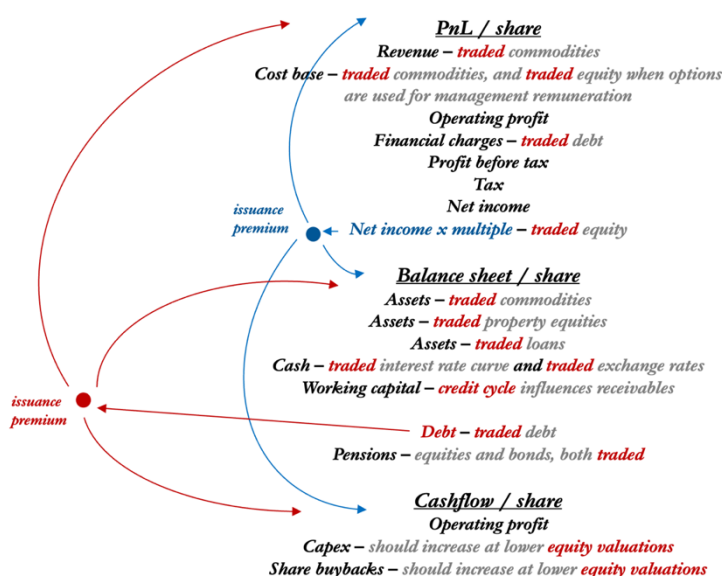 PnL / share
Revenue – traded commodities
Cost base – traded commodities, and traded equity when options
are used for management remuneration
Operating profit
Financial charges – traded debt
Profit before tax
Tax
Net income
issuance
premium
Net income x multiple – traded equity
Balance sheet / share
Assets – traded commodities
Assets – traded property equities
Assets – traded loans
Cash – traded interest rate curve and traded exchange rates
Working capital – credit cycle influences receivables
issuance
premium
Debt – traded debt
Pensions – equities and bonds, both traded
Cashflow / share
Operating profit
Capex – should increase at lower equity valuations
Share buybacks – should increase at lower equity valuations